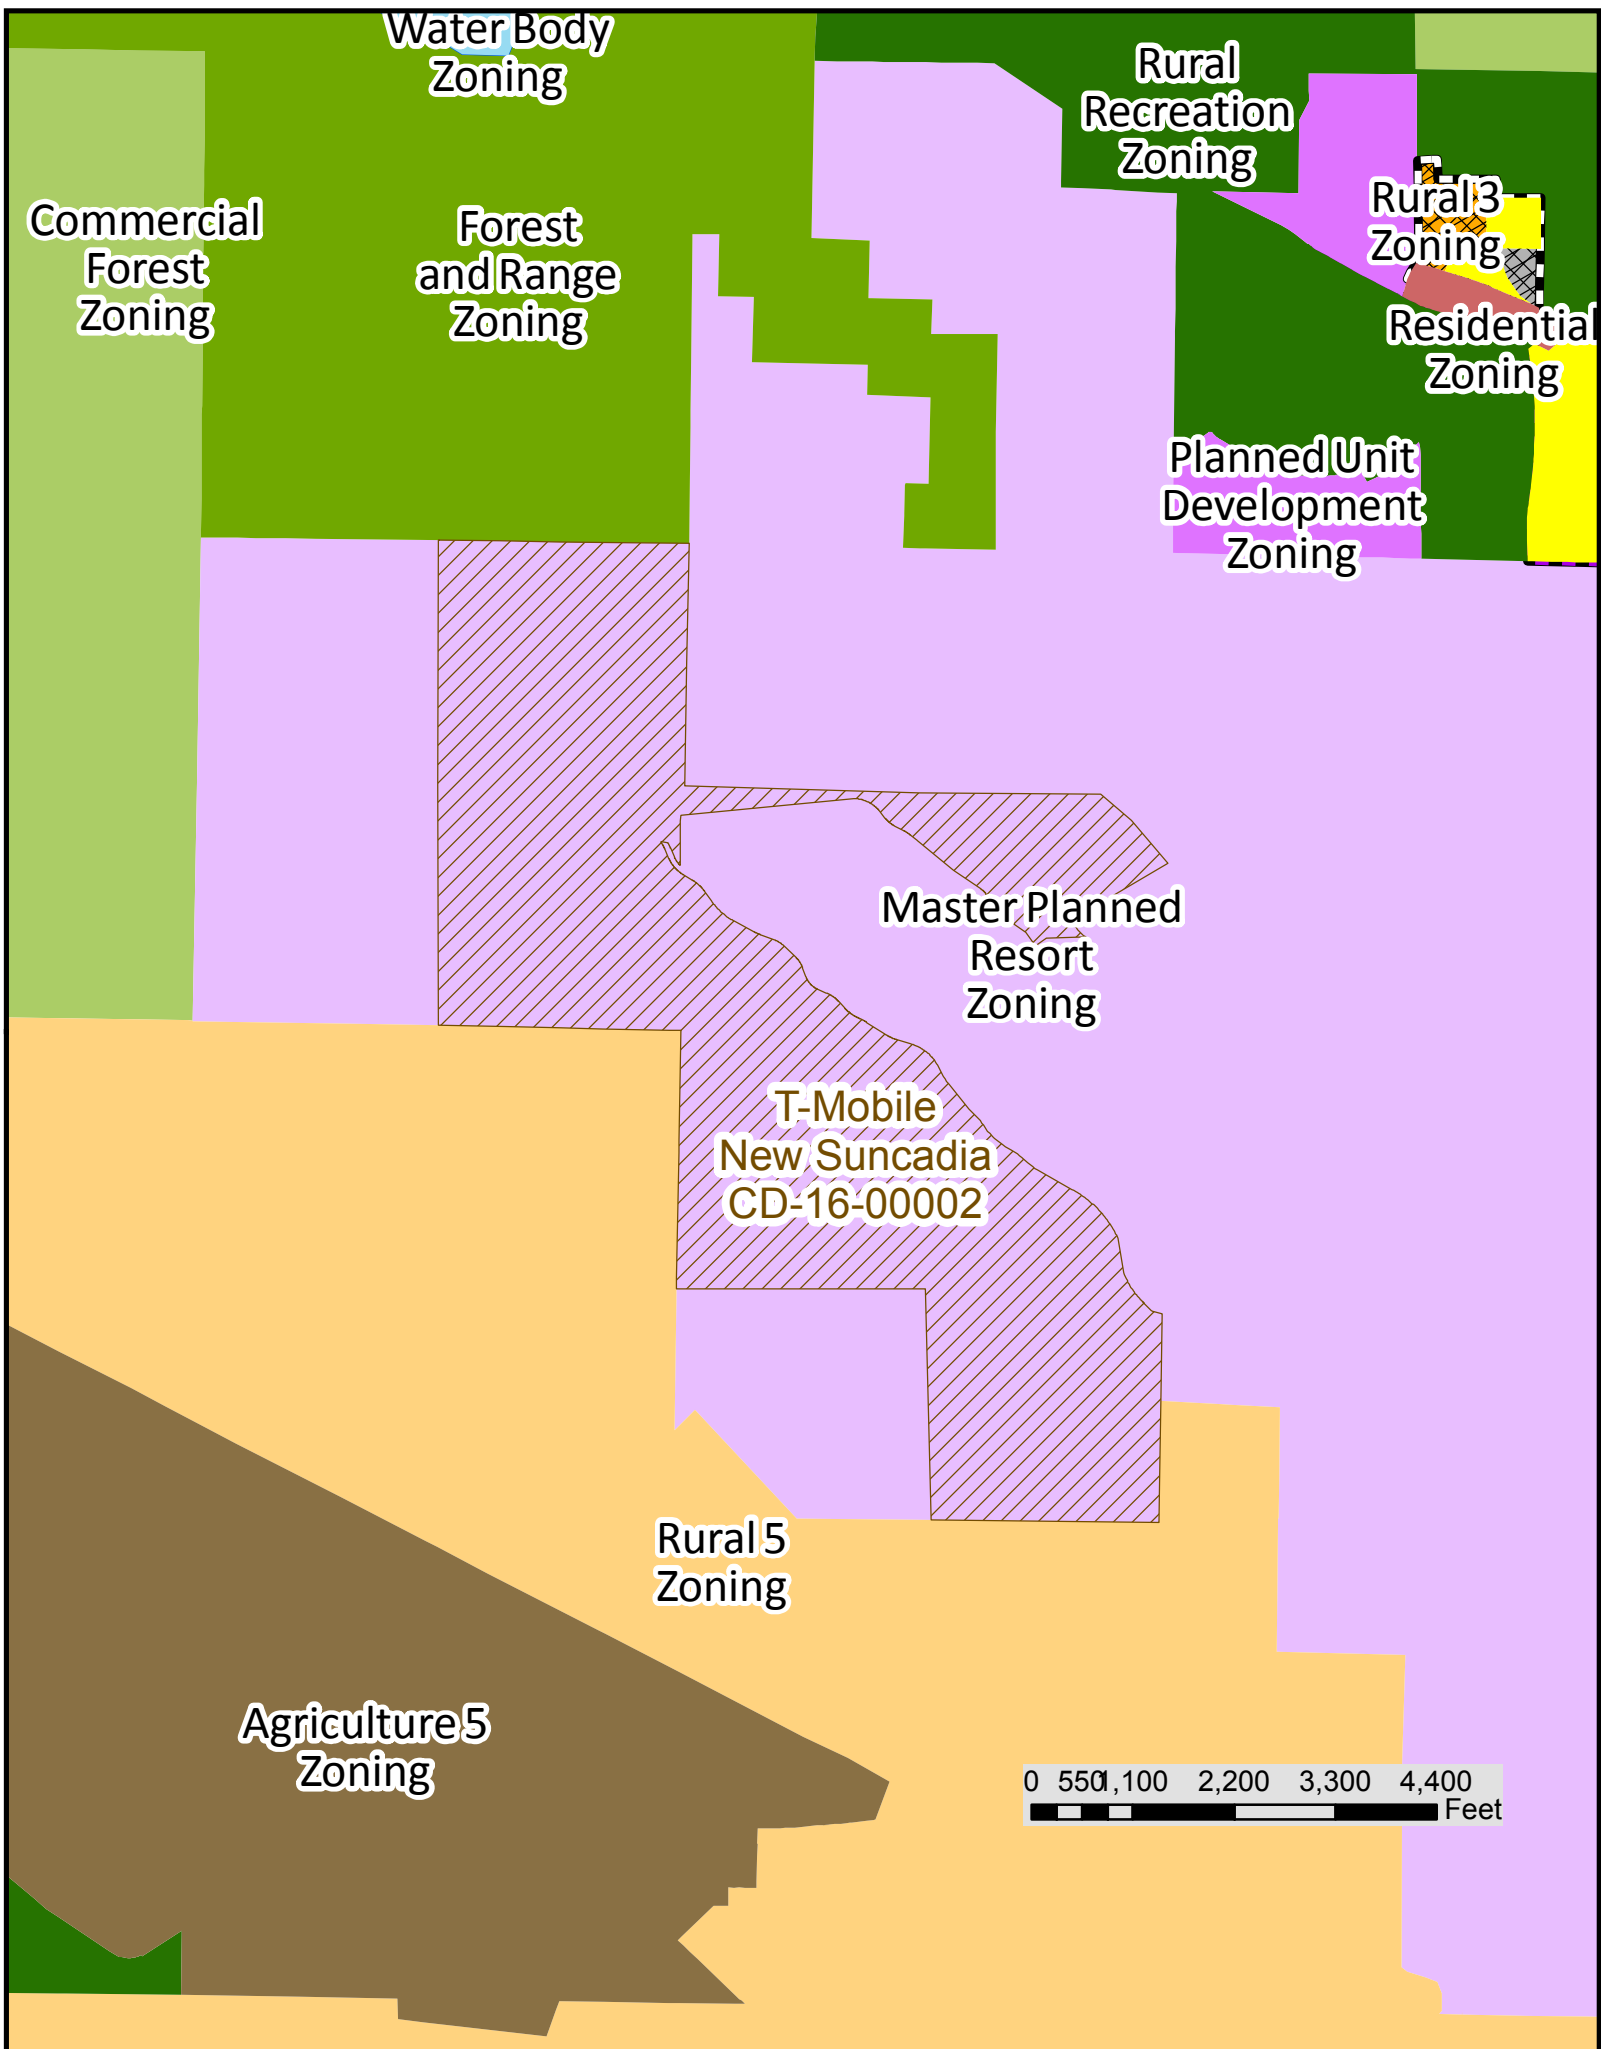 Water Body
Zoning
Rural
Recreation
Zoning
Commercial
Forest
Zoning
Forest
and Range
Zoning
Rural 3
Zoning
Residential
Zoning
Planned Unit
Development
Zoning
Master Planned
Resort
Zoning
T-Mobile
New Suncadia
CD-16-00002
Rural 5
Zoning
Agriculture 5
Zoning
0 550 1,100 2,200 3,300 4,400
Feet